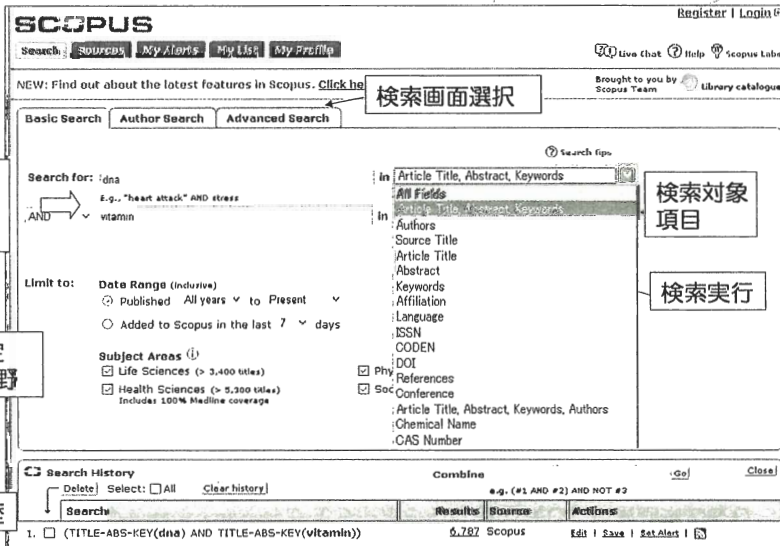 SCOPUS
Register | Login
Search Sources My Alerts My List My Profile
Live Chat Help Scopus Labs
NEW: Find out about the latest features in Scopus. Click he
検索画面選択
Brought to you by
Scopus Team
Library catalogue
Basic Search Author Search Advanced Search
Search tips
Search for: dna in Article Title, Abstract, Keywords
E.g., "heart attack" AND stress
AND vitamin in
All Fields
Article Title, Abstract, Keywords
Authors
Source Title
Article Title
Abstract
Keywords
Affiliation
Language
ISSN
CODEN
DOI
References
Conference
Article Title, Abstract, Keywords, Authors
Chemical Name
CAS Number
検索対象
項目
検索実行
Limit to: Date Range (inclusive)
Published All years to Present
Added to Scopus in the last 7 days
Subject Areas
Life Sciences (> 3,400 titles) Phy
Health Sciences (> 5,300 titles) Soc
Includes 100% Medline coverage
野
Search History Combine Go Close
Delete Select: All Clear history e.g. (#1 AND #2) AND NOT #3
Search Results Source Actions
1. (TITLE-ABS-KEY(dna) AND TITLE-ABS-KEY(vitamin)) 6,787 Scopus Edit | Save | Set Alert |